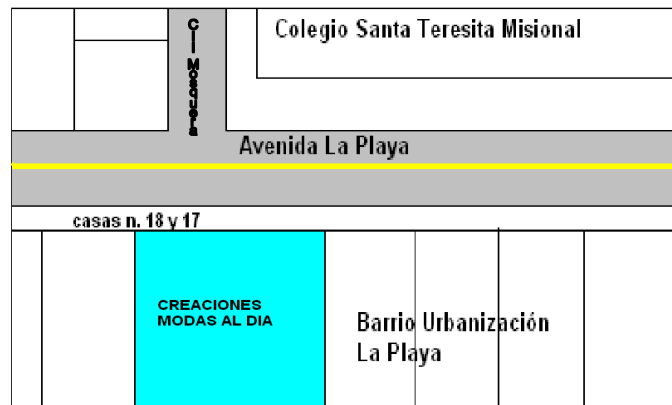 Colegio Santa Teresita Misional
Cll Mosquera
Avenida La Playa
casas n. 18 y 17
CREACIONES
MODAS AL DIA
Barrio Urbanización
La Playa